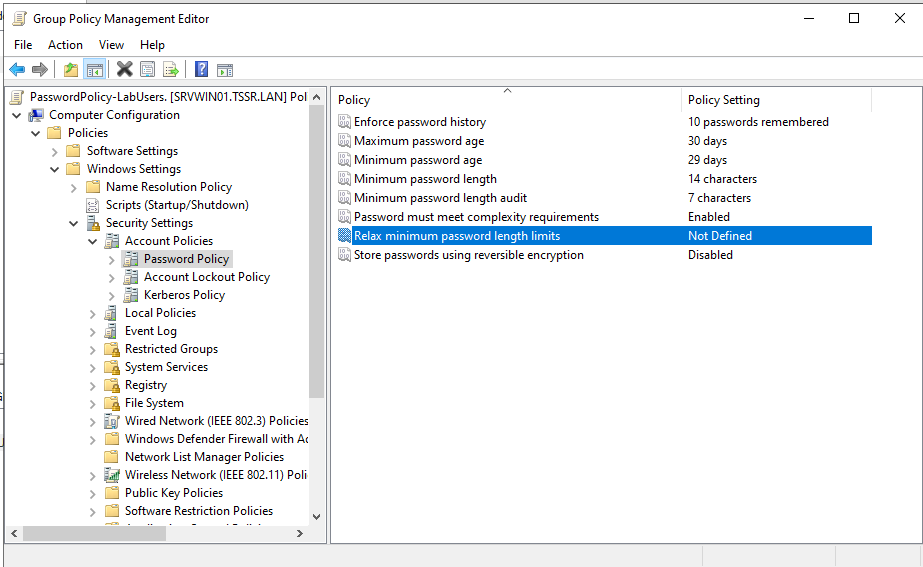 Group Policy Management Editor
File Action View Help
PasswordPolicy-LabUsers. [SRVWIN01.TSSR.LAN] Pol
Computer Configuration
Policies
Software Settings
Windows Settings
Name Resolution Policy
Scripts (Startup/Shutdown)
Security Settings
Account Policies
Password Policy
Account Lockout Policy
Kerberos Policy
Local Policies
Event Log
Restricted Groups
System Services
Registry
File System
Wired Network (IEEE 802.3) Policies
Windows Defender Firewall with Ad
Network List Manager Policies
Wireless Network (IEEE 802.11) Poli
Public Key Policies
Software Restriction Policies
Policy Policy Setting
Enforce password history 10 passwords remembered
Maximum password age 30 days
Minimum password age 29 days
Minimum password length 14 characters
Minimum password length audit 7 characters
Password must meet complexity requirements Enabled
Relax minimum password length limits Not Defined
Store passwords using reversible encryption Disabled